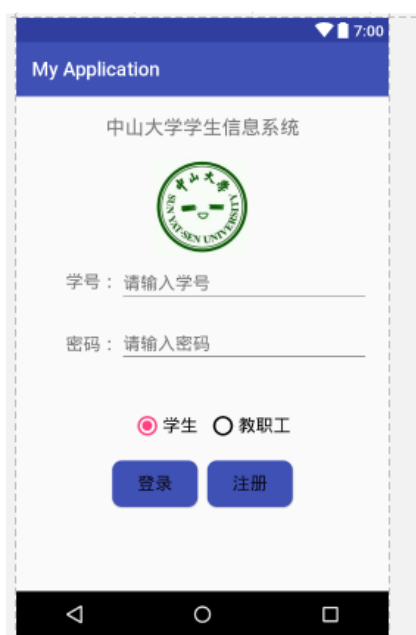 7:00
My Application
中山大学学生信息系统
中山大学
SUN YAT-SEN UNIVERSITY
学号： 请输入学号
密码： 请输入密码
学生 教职工
登录 注册